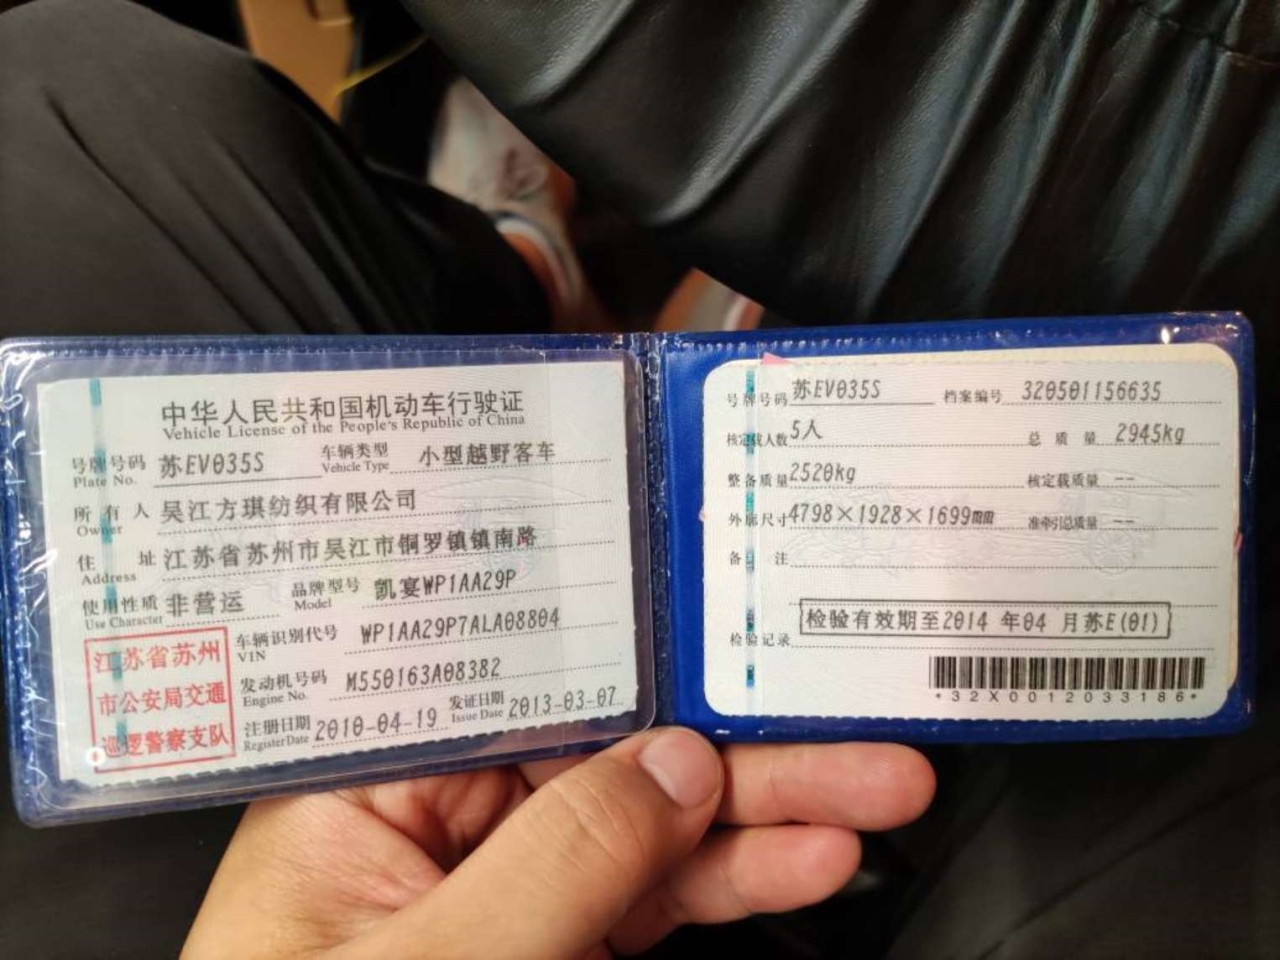 中华人民共和国机动车行驶证
Vehicle License of the People's Republic of China
号牌号码 苏EV035S 车辆类型 小型越野客车
Plate No. Vehicle Type
所有人 吴江方琪纺织有限公司
Owner
住址 江苏省苏州市吴江市铜罗镇镇南路
Address
使用性质 非营运 品牌型号 凯宴WP1AA29P
Use Character Model
江苏省苏州
市公安局交通
巡逻警察支队
车辆识别代号 WP1AA29P7ALA08804
VIN
发动机号码 M550163A08382
Engine No.
注册日期 2010-04-19 发证日期 2013-03-07
Register Date Issue Date
号牌号码 苏EV035S 档案编号 320501156635
核定载人数 5人 总质量 2945kg
整备质量 2520kg 核定载质量 --
外廓尺寸 4798×1928×1699mm 准牵引总质量 --
备注
检验有效期至2014 年04 月苏E(01)
检验记录
*32X0012033186*